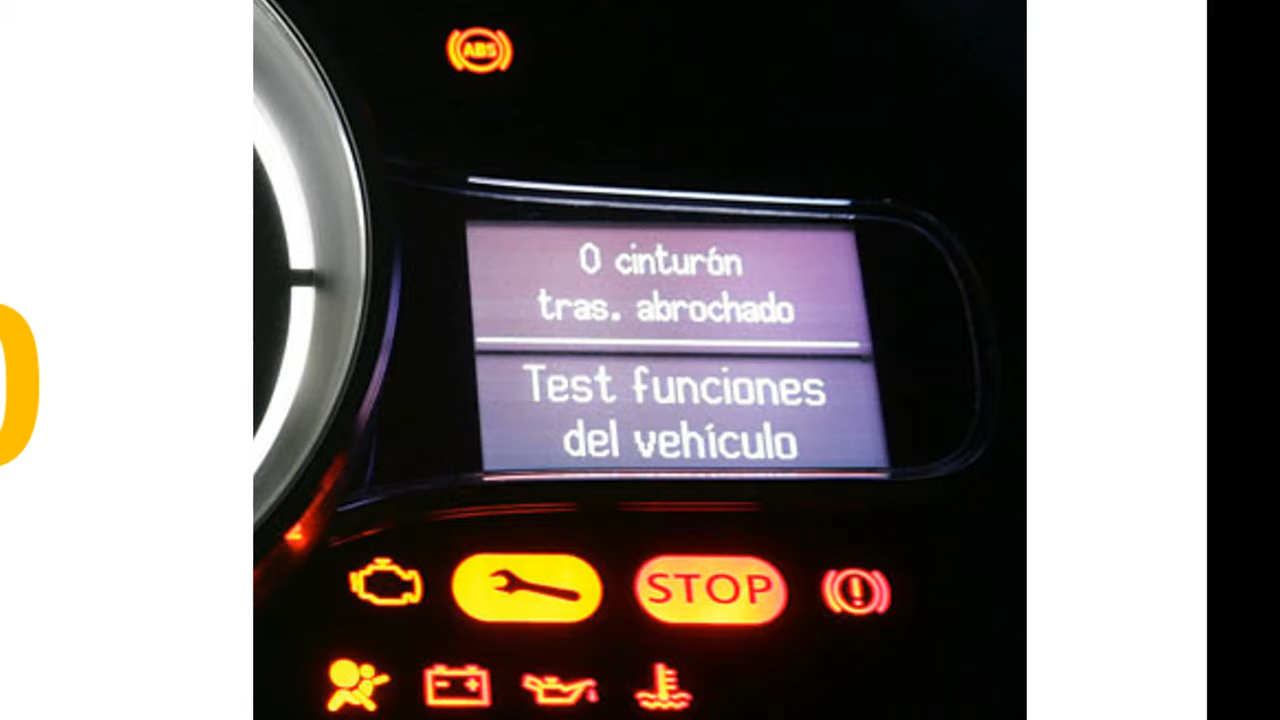 ABS
0 cinturón
tras. abrochado
Test funciones
del vehículo
STOP